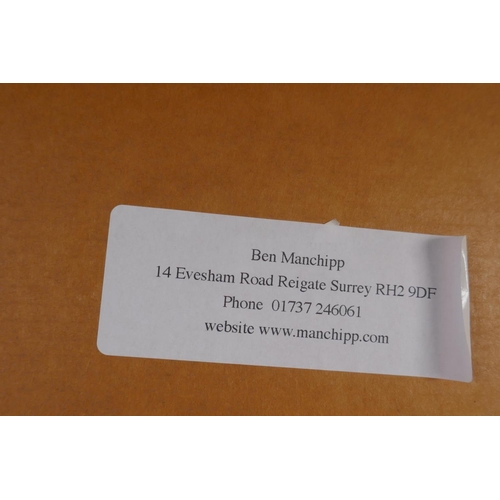 Ben Manchipp
14 Evesham Road Reigate Surrey RH2 9DF
Phone 01737 246061
website www.manchipp.com